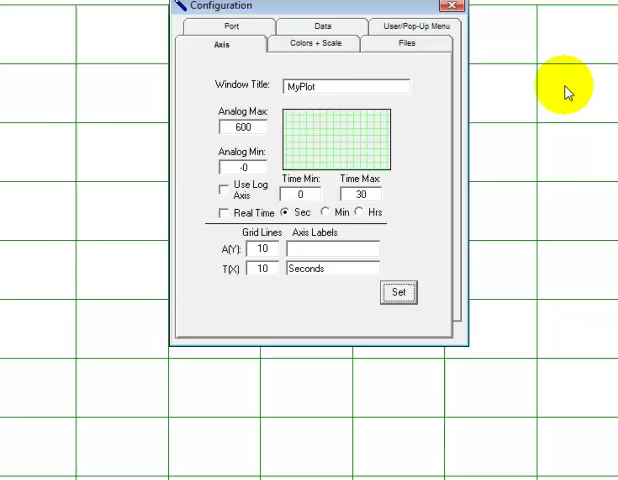 Configuration
Port Data User/Pop-Up Menu
Axis Colors + Scale Files
Window Title: MyPlot
Analog Max:
600
Analog Min:
-0
Time Min: Time Max:
0 30
Use Log
Axis
Real Time Sec Min Hrs
Grid Lines Axis Labels
A(Y): 10
T(X) 10 Seconds
Set